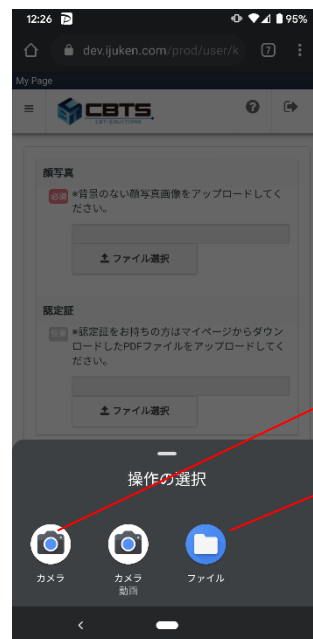 12:26
95%
dev.ijuken.com/prod/user/k
7
My Page
CBTS
CBT-SOLUTIONS
顔写真
必須 *背景のない顔写真画像をアップロードしてく
ださい。
ファイル選択
認定証
*認定証をお持ちの方はマイページからダウン
ロードしたPDFファイルをアップロードしてく
ださい。
ファイル選択
操作の選択
カメラ
カメラ
動画
ファイル